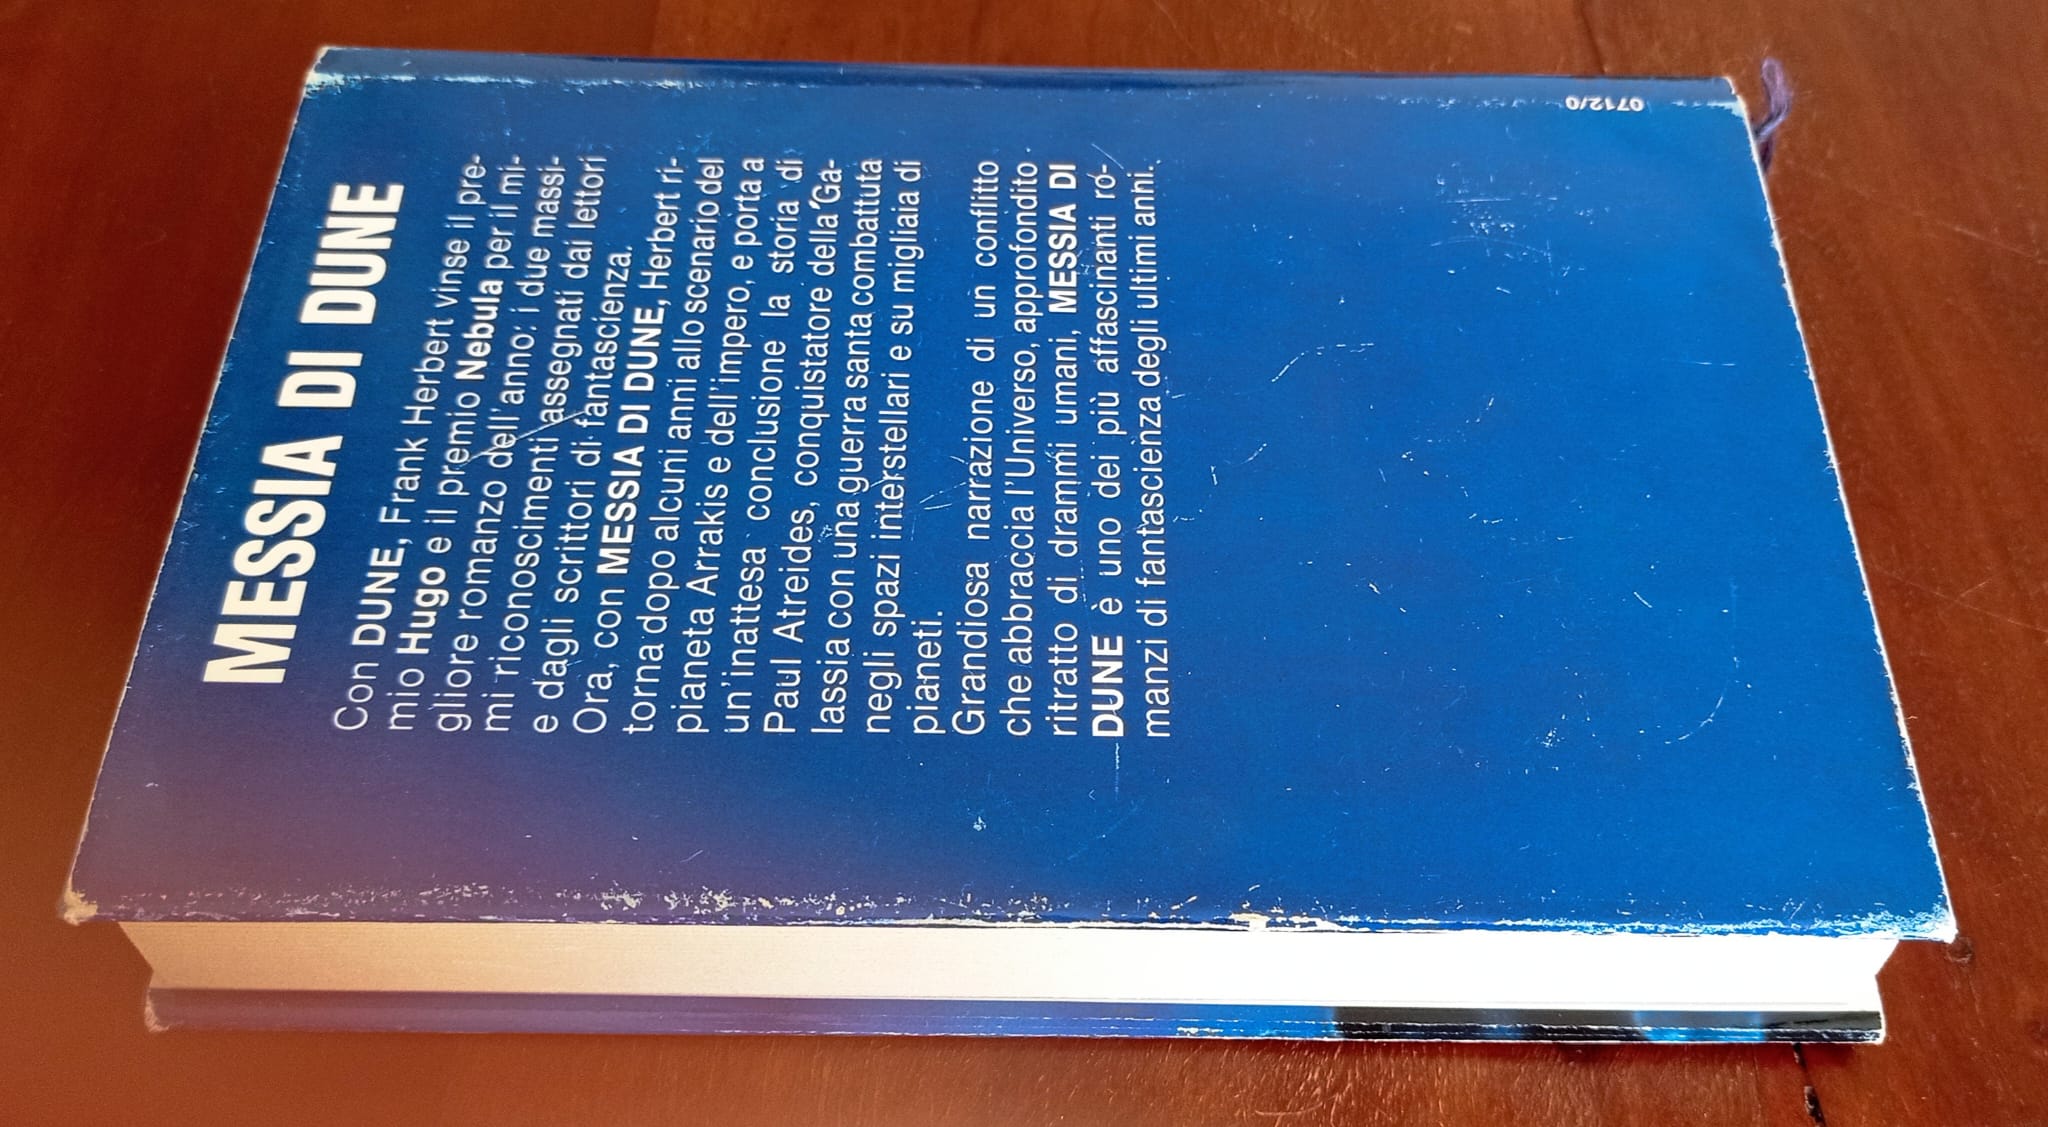 MESSIA DI DUNE
Con DUNE, Frank Herbert vinse il pre-
mio Hugo e il premio Nebula per il mi-
gliore romanzo dell'anno: i due massi-
mi riconoscimenti assegnati dai lettori
e dagli scrittori di fantascienza.
Ora, con MESSIA DI DUNE, Herbert ri-
torna dopo alcuni anni allo scenario del
pianeta Arrakis e dell'impero, e porta a
un'inattesa conclusione la storia di
Paul Atreides, conquistatore della Ga-
lassia con una guerra santa combattuta
negli spazi interstellari e su migliaia di
pianeti.
Grandiosa narrazione di un conflitto
che abbraccia l'Universo, approfondito
ritratto di drammi umani, MESSIA DI
DUNE è uno dei più affascinanti ro-
manzi di fantascienza degli ultimi anni.
0712/0